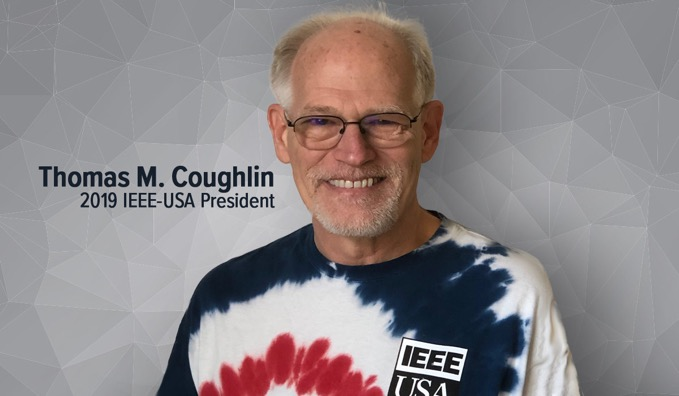 Thomas M. Coughlin
2019 IEEE-USA President
IEEE
USA